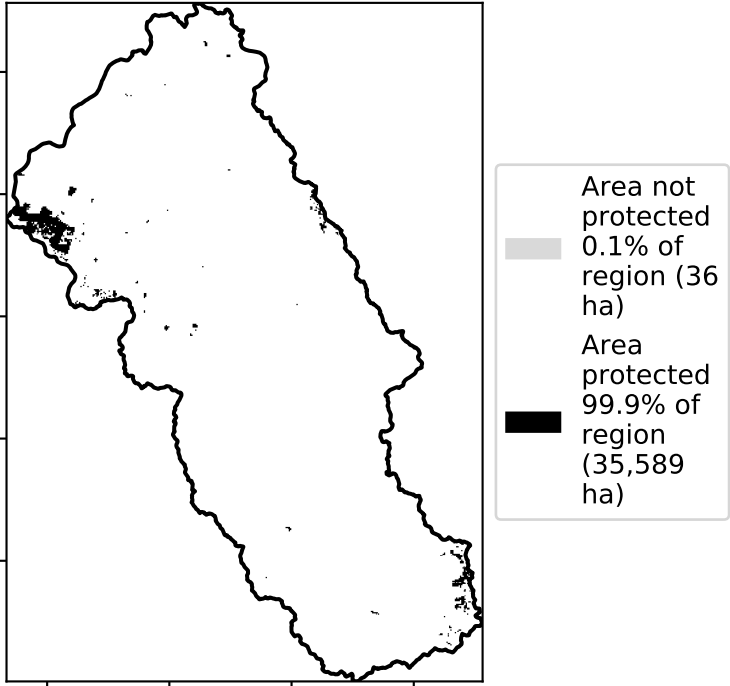 Area not
protected
0.1% of
region (36
ha)
Area
protected
99.9% of
region
(35,589
ha)